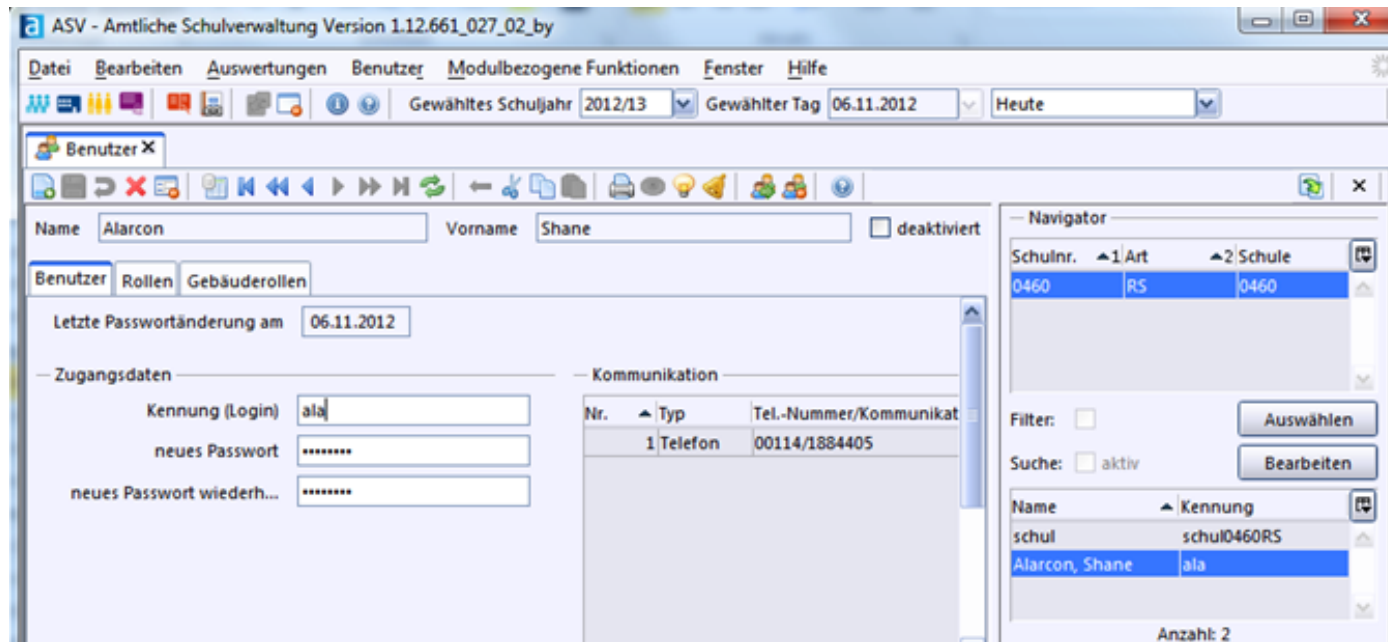 ASV - Amtliche Schulverwaltung Version 1.12.661_027_02_by
Datei Bearbeiten Auswertungen Benutzer Modulbezogene Funktionen Fenster Hilfe
Gewähltes Schuljahr 2012/13 Gewählter Tag 06.11.2012 Heute
Benutzer
Name Alarcon Vorname Shane deaktiviert
Benutzer Rollen Gebäuderollen
Letzte Passwortänderung am 06.11.2012
Zugangsdaten
Kennung (Login) ala
neues Passwort ••••••••
neues Passwort wiederh... ••••••••
Kommunikation
Nr. Typ Tel.-Nummer/Kommunikat
1 Telefon 00114/1884405
Navigator
Schulnr. 1 Art 2 Schule
0460 RS 0460
Filter: Auswählen
Suche: aktiv Bearbeiten
Name Kennung
schul schul0460RS
Alarcon, Shane ala
Anzahl: 2